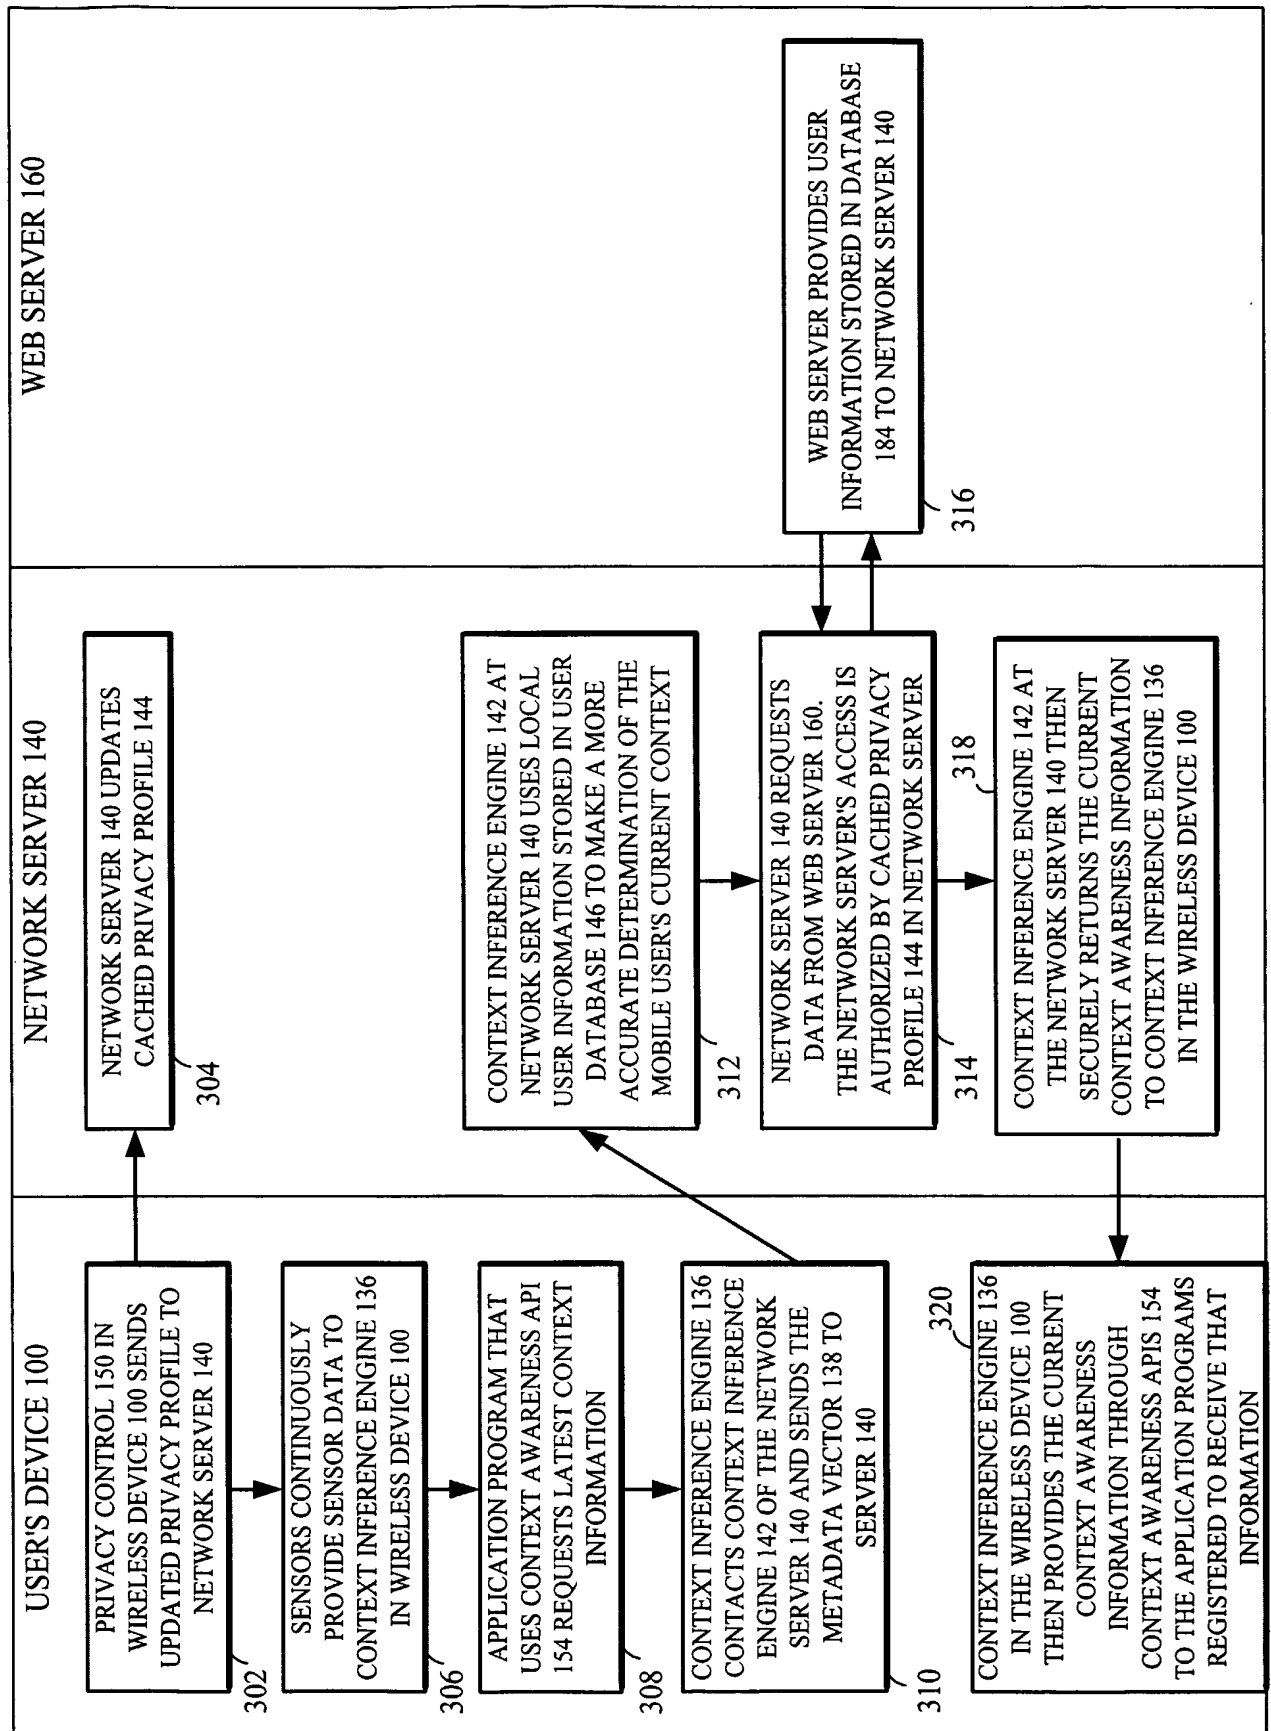 USER'S DEVICE 100
PRIVACY CONTROL 150 IN
WIRELESS DEVICE 100 SENDS
UPDATED PRIVACY PROFILE TO
NETWORK SERVER 140
302
SENSORS CONTINUOUSLY
PROVIDE SENSOR DATA TO
CONTEXT INFERENCE ENGINE 136
IN WIRELESS DEVICE 100
306
APPLICATION PROGRAM THAT
USES CONTEXT AWARENESS API
154 REQUESTS LATEST CONTEXT
INFORMATION
308
CONTEXT INFERENCE ENGINE 136
CONTACTS CONTEXT INFERENCE
ENGINE 142 OF THE NETWORK
SERVER 140 AND SENDS THE
METADATA VECTOR 138 TO
SERVER 140
310
320
CONTEXT INFERENCE ENGINE 136
IN THE WIRELESS DEVICE 100
THEN PROVIDES THE CURRENT
CONTEXT AWARENESS
INFORMATION THROUGH
CONTEXT AWARENESS APIS 154
TO THE APPLICATION PROGRAMS
REGISTERED TO RECEIVE THAT
INFORMATION
NETWORK SERVER 140
NETWORK SERVER 140 UPDATES
CACHED PRIVACY PROFILE 144
304
CONTEXT INFERENCE ENGINE 142 AT
NETWORK SERVER 140 USES LOCAL
USER INFORMATION STORED IN USER
DATABASE 146 TO MAKE A MORE
ACCURATE DETERMINATION OF THE
MOBILE USER'S CURRENT CONTEXT
312
NETWORK SERVER 140 REQUESTS
DATA FROM WEB SERVER 160.
THE NETWORK SERVER'S ACCESS IS
AUTHORIZED BY CACHED PRIVACY
PROFILE 144 IN NETWORK SERVER
314
318
CONTEXT INFERENCE ENGINE 142 AT
THE NETWORK SERVER 140 THEN
SECURELY RETURNS THE CURRENT
CONTEXT AWARENESS INFORMATION
TO CONTEXT INFERENCE ENGINE 136
IN THE WIRELESS DEVICE 100
WEB SERVER 160
WEB SERVER PROVIDES USER
INFORMATION STORED IN DATABASE
184 TO NETWORK SERVER 140
316